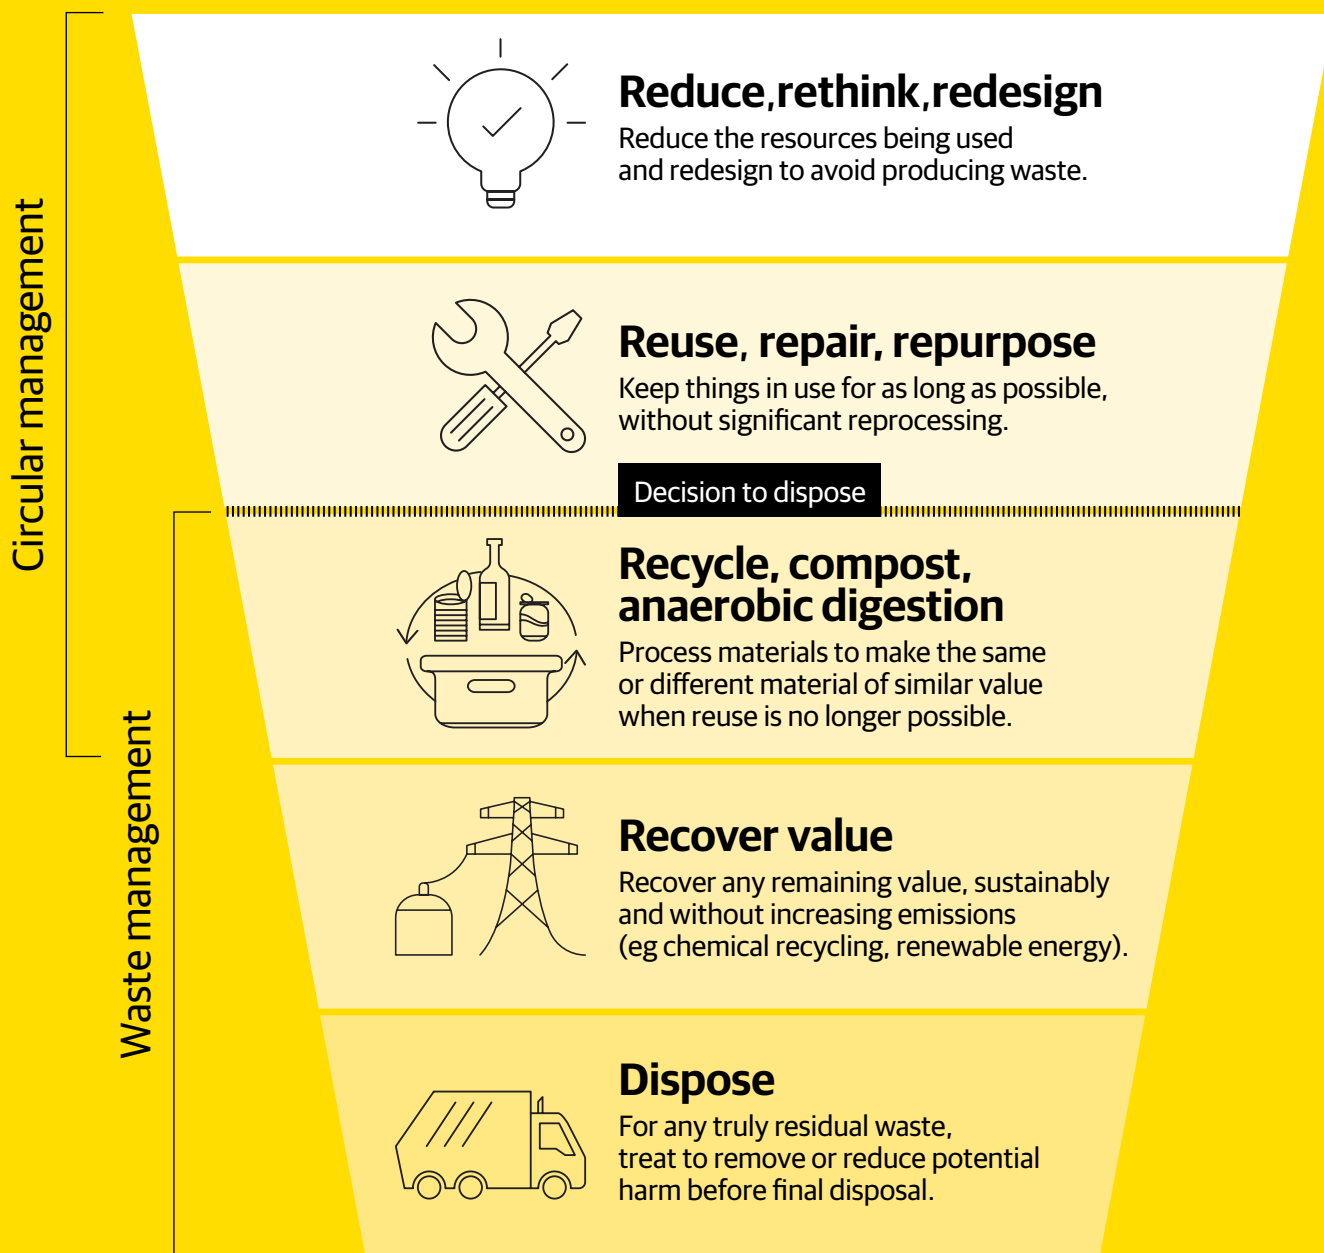 Circular management
Waste management
Reduce,rethink,redesign
Reduce the resources being used
and redesign to avoid producing waste.
Reuse, repair, repurpose
Keep things in use for as long as possible,
without significant reprocessing.
Decision to dispose
Recycle, compost,
anaerobic digestion
Process materials to make the same
or different material of similar value
when reuse is no longer possible.
Recover value
Recover any remaining value, sustainably
and without increasing emissions
(eg chemical recycling, renewable energy).
Dispose
For any truly residual waste,
treat to remove or reduce potential
harm before final disposal.